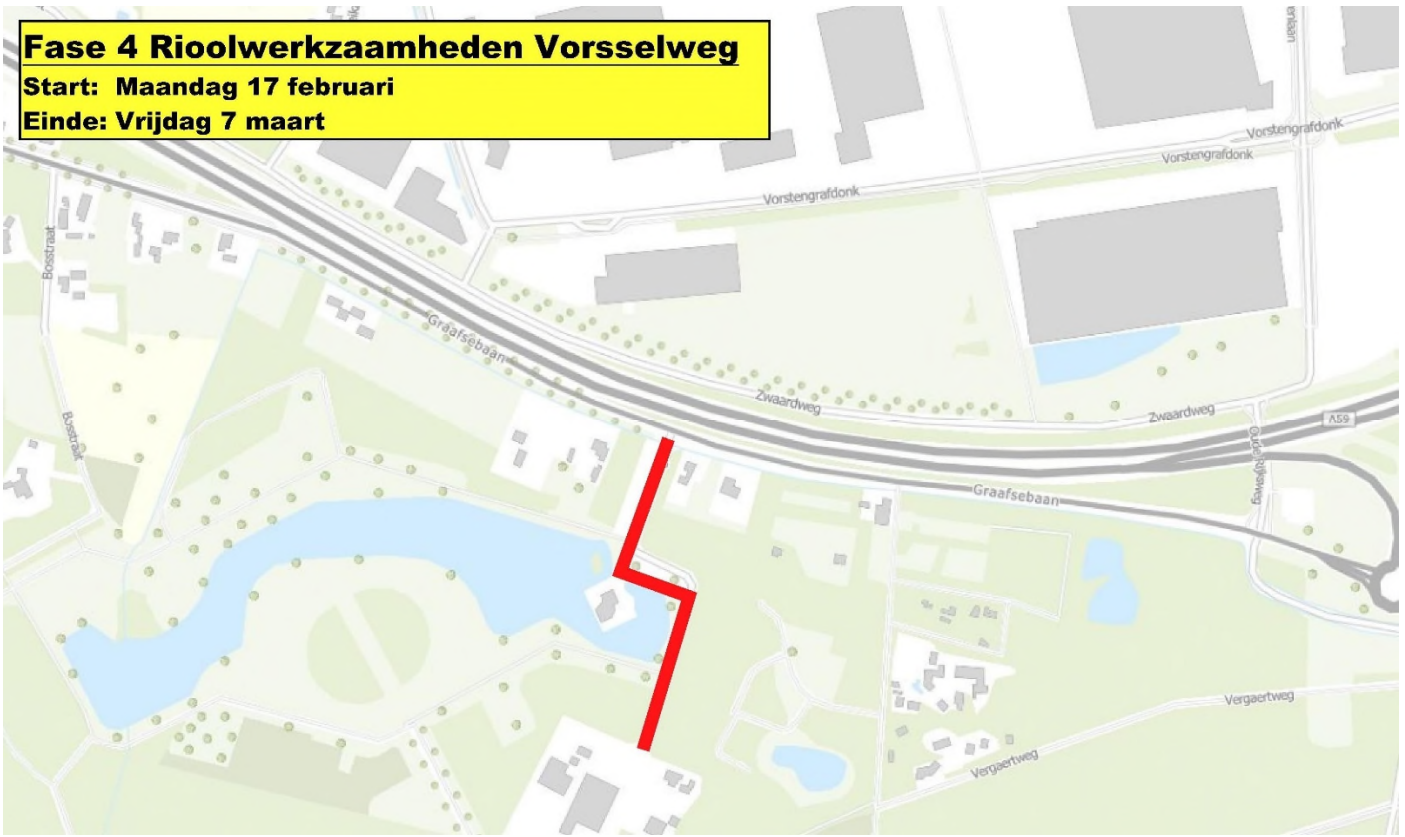 Fase 4 Rioolwerkzaamheden Vorsselweg
Start: Maandag 17 februari
Einde: Vrijdag 7 maart
Vorstengrafdonk
Vorstengrafdonk
Vorstengrafdonk
Bosstraat
Graafsebaan
Zwaardweg
Zwaardweg
A59
Bosstraat
Oude Rijksweg
Graafsebaan
Vergaertweg
Vergaertweg